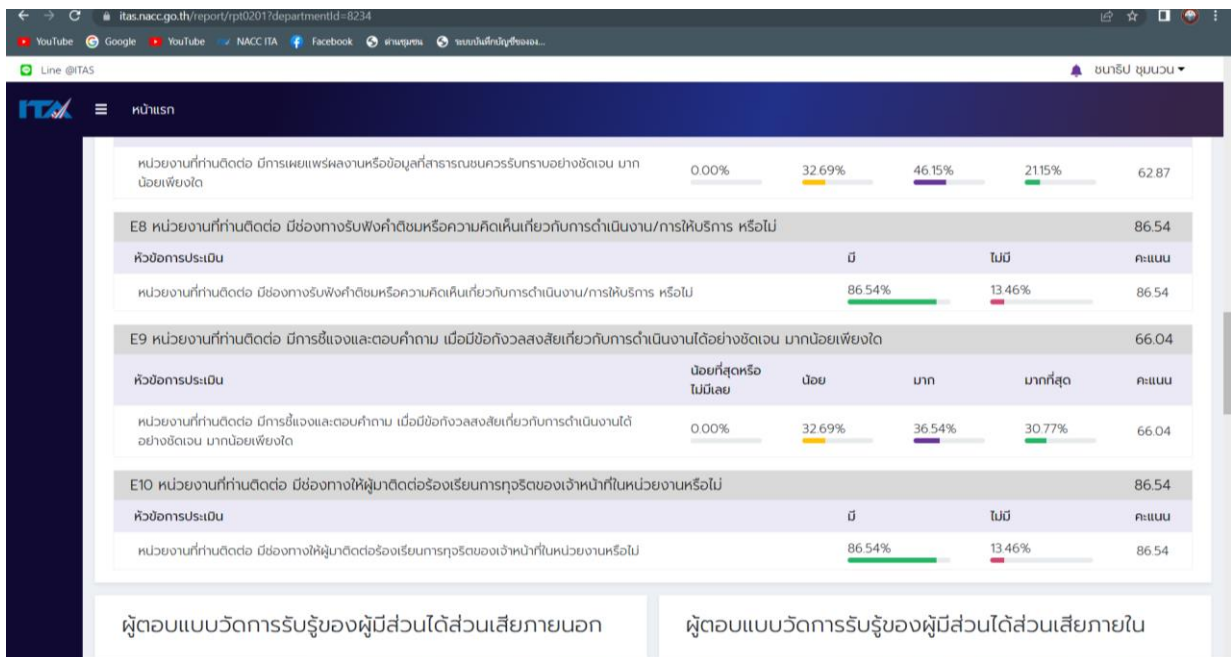 itas.nacc.go.th/report/rpt0201?departmentId=8234
YouTube Google YouTube NACC ITA Facebook ผ่านชุมชน ระบบบันทึกบัญชีขององ...
Line @ITAS ชนาธิป ชุมนวน
ITA หน้าแรก
หน่วยงานที่ท่านติดต่อ มีการเผยแพร่ผลงานหรือข้อมูลที่สาธารณชนควรรับทราบอย่างชัดเจน มาก
น้อยเพียงใด
0.00% 32.69% 46.15% 21.15% 62.87
E8 หน่วยงานที่ท่านติดต่อ มีช่องทางรับฟังคำติชมหรือความคิดเห็นเกี่ยวกับการดำเนินงาน/การให้บริการ หรือไม่ 86.54
หัวข้อการประเมิน มี ไม่มี คะแนน
หน่วยงานที่ท่านติดต่อ มีช่องทางรับฟังคำติชมหรือความคิดเห็นเกี่ยวกับการดำเนินงาน/การให้บริการ หรือไม่ 86.54% 13.46% 86.54
E9 หน่วยงานที่ท่านติดต่อ มีการชี้แจงและตอบคำถาม เมื่อมีข้อกังวลสงสัยเกี่ยวกับการดำเนินงานได้อย่างชัดเจน มากน้อยเพียงใด 66.04
หัวข้อการประเมิน
น้อยที่สุดหรือ
ไม่มีเลย
น้อย มาก มากที่สุด คะแนน
หน่วยงานที่ท่านติดต่อ มีการชี้แจงและตอบคำถาม เมื่อมีข้อกังวลสงสัยเกี่ยวกับการดำเนินงานได้
อย่างชัดเจน มากน้อยเพียงใด
0.00% 32.69% 36.54% 30.77% 66.04
E10 หน่วยงานที่ท่านติดต่อ มีช่องทางให้ผู้มาติดต่อร้องเรียนการทุจริตของเจ้าหน้าที่ในหน่วยงานหรือไม่ 86.54
หัวข้อการประเมิน มี ไม่มี คะแนน
หน่วยงานที่ท่านติดต่อ มีช่องทางให้ผู้มาติดต่อร้องเรียนการทุจริตของเจ้าหน้าที่ในหน่วยงานหรือไม่ 86.54% 13.46% 86.54
ผู้ตอบแบบวัดการรับรู้ของผู้มีส่วนได้ส่วนเสียภายนอก
ผู้ตอบแบบวัดการรับรู้ของผู้มีส่วนได้ส่วนเสียภายใน